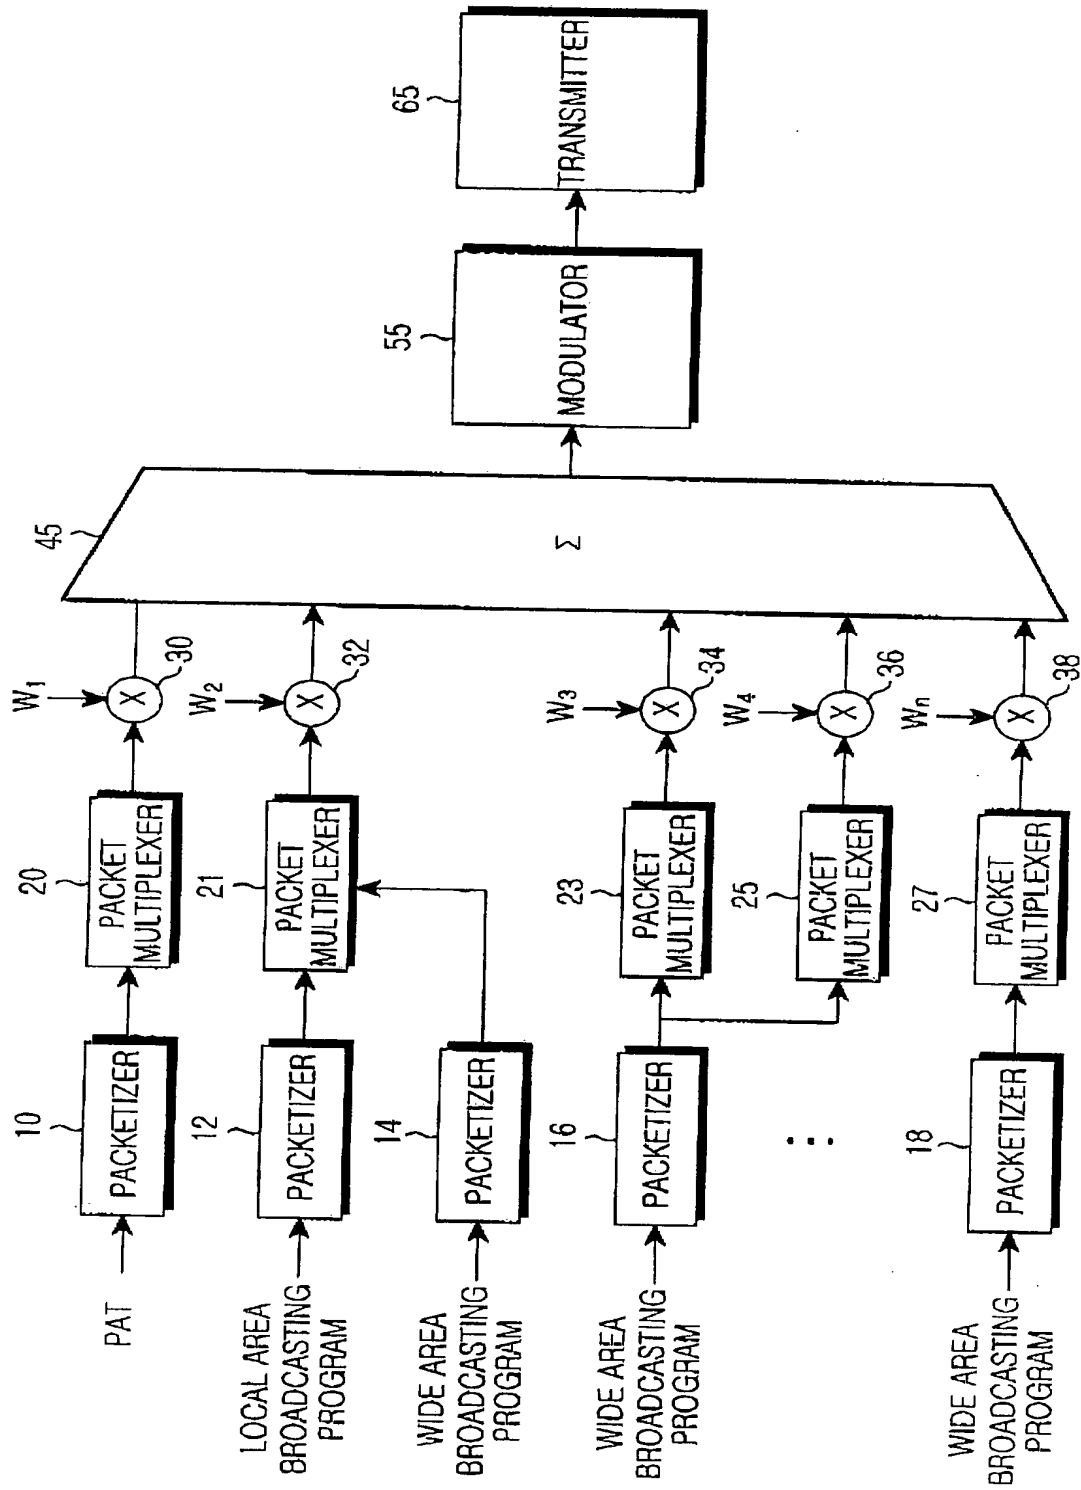 PAT
10
PACKETIZER
20
PACKET
MULTIPLEXER
W1
X
30
LOCAL AREA
BROADCASTING
PROGRAM
12
PACKETIZER
21
PACKET
MULTIPLEXER
W2
X
32
WIDE AREA
BROADCASTING
PROGRAM
14
PACKETIZER
WIDE AREA
BROADCASTING
PROGRAM
16
PACKETIZER
23
PACKET
MULTIPLEXER
W3
X
34
25
PACKET
MULTIPLEXER
W4
X
36
WIDE AREA
BROADCASTING
PROGRAM
18
PACKETIZER
27
PACKET
MULTIPLEXER
Wn
X
38
45
Σ
55
MODULATOR
65
TRANSMITTER